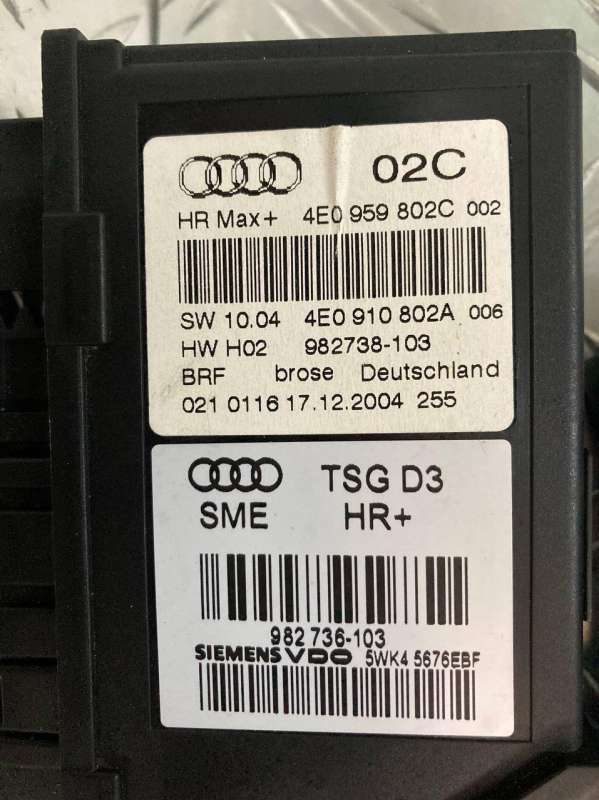 02C
HR Max+ 4E0 959 802C 002
SW 10.04 4E0 910 802A 006
HW H02 982738-103
BRF brose Deutschland
021 0116 17.12.2004 255
TSG D3
SME HR+
982 736-103
SIEMENS VDO 5WK4 5676EBF